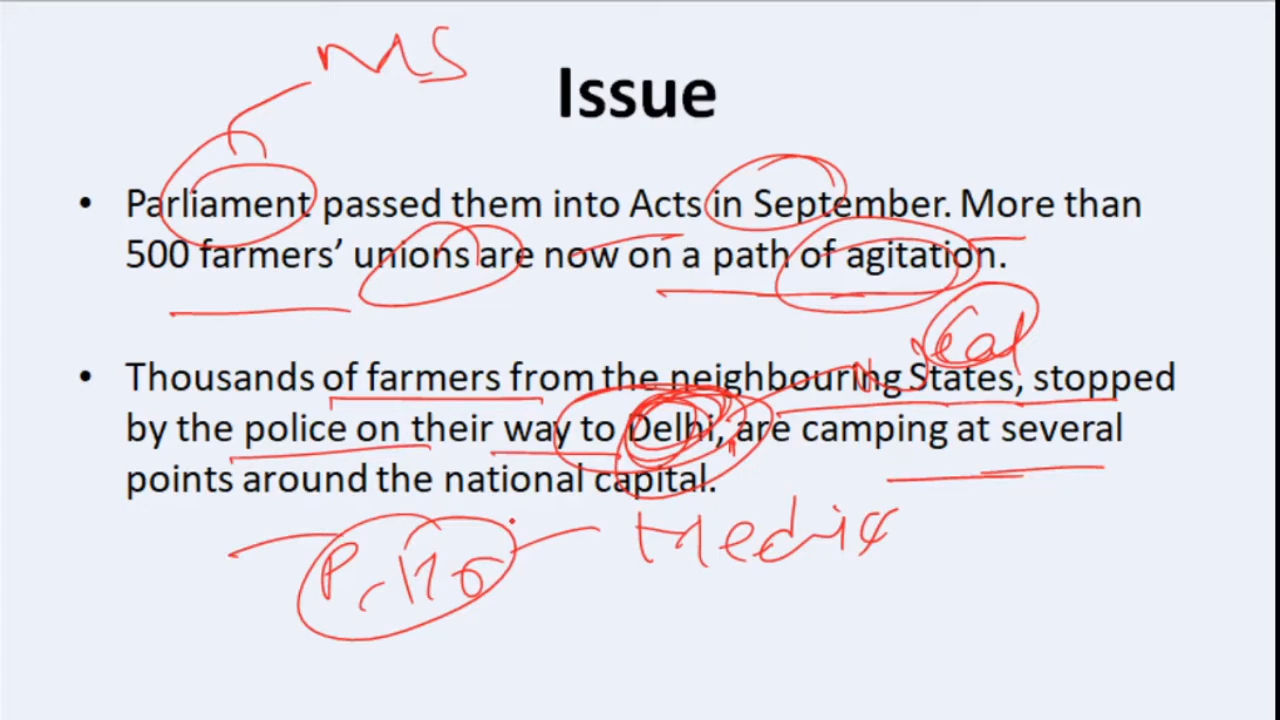 MS
Issue
• Parliament passed them into Acts in September. More than
500 farmers’ unions are now on a path of agitation.
• Thousands of farmers from the neighbouring States, stopped
by the police on their way to Delhi, are camping at several
points around the national capital.
Media